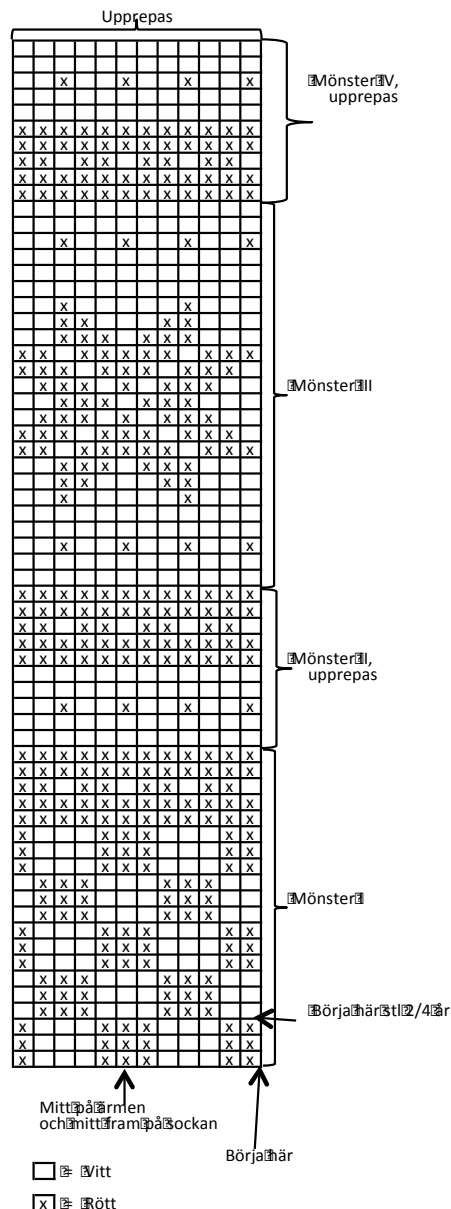 Upprepas
Mönster IV,
upprepas
Mönster III
Mönster II,
upprepas
Mönster I
Börja här stl 2/4 år
Mitt på ärmen
och mitt fram på sockan
Börja här
= Vitt
x = Rött